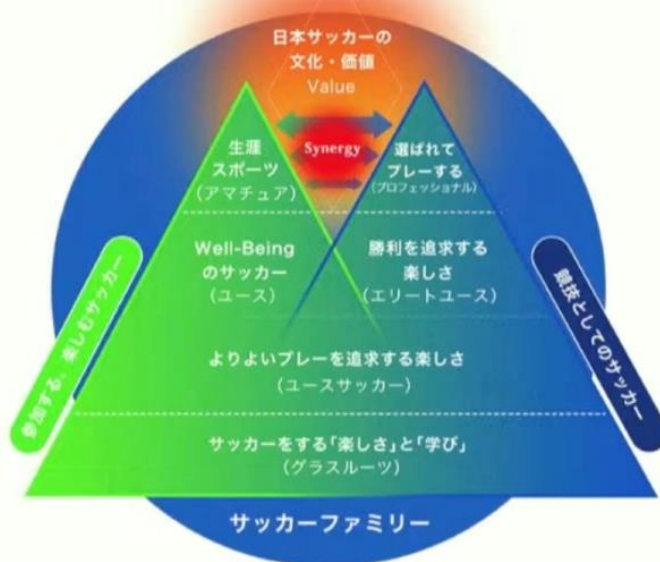 日本サッカーの
文化・価値
Value
Synergy
生涯
スポーツ
(アマチュア)
選ばれて
プレーする
(プロフェッショナル)
Well-Being
のサッカー
(ユース)
勝利を追求する
楽しさ
(エリートユース)
参加する、楽しむサッカー
競技としてのサッカー
よりよいプレーを追求する楽しさ
(ユースサッカー)
サッカーをする「楽しさ」と「学び」
(グラスルーツ)
サッカーファミリー